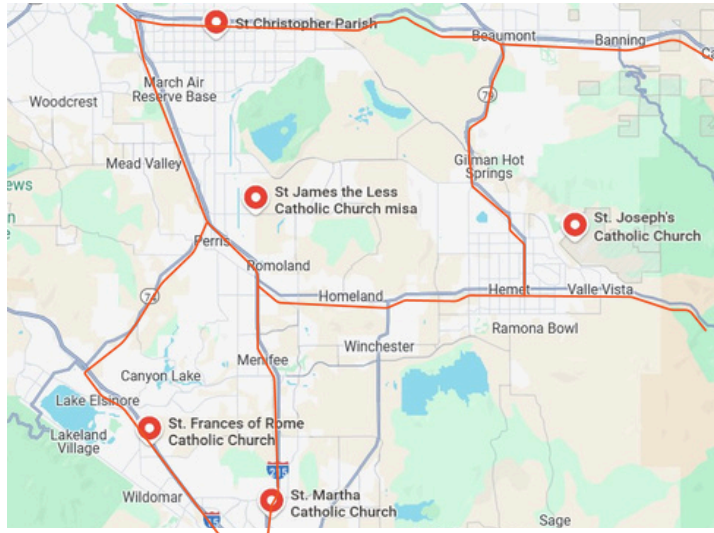 St Christopher Parish
Beaumont
Banning
March Air
Reserve Base
Woodcrest
79
Mead Valley
Gilman Hot
Springs
ews
St James the Less
Catholic Church misa
St. Joseph's
Catholic Church
Perris
Romoland
74
Homeland
Hemet
Valle Vista
Ramona Bowl
Winchester
Menifee
Canyon Lake
Lake Elsinore
St. Frances of Rome
Catholic Church
Lakeland
Village
215
Wildomar
St. Martha
Catholic Church
15
Sage